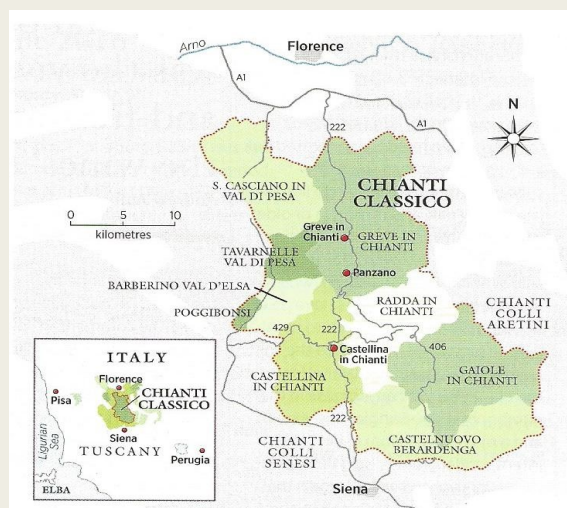 Arno
Florence
A1
A1
222
N
S. CASCIANO IN
VAL DI PESA
CHIANTI
CLASSICO
0 5 10
kilometres
Greve in
Chianti
GREVE IN
CHIANTI
TAVARNELLE
VAL DI PESA
Panzano
BARBERINO VAL D'ELSA
RADDA IN
CHIANTI
CHIANTI
COLLI
ARETINI
POGGIBONSI
429
222
406
Castellina
in Chianti
GAIOLE
IN CHIANTI
CASTELLINA
IN CHIANTI
222
CASTELNUOVO
BERARDENGA
CHIANTI
COLLI
SENESI
Siena
ITALY
Florence
CHIANTI
CLASSICO
Pisa
Siena
TUSCANY
Perugia
Ligurian
Sea
ELBA